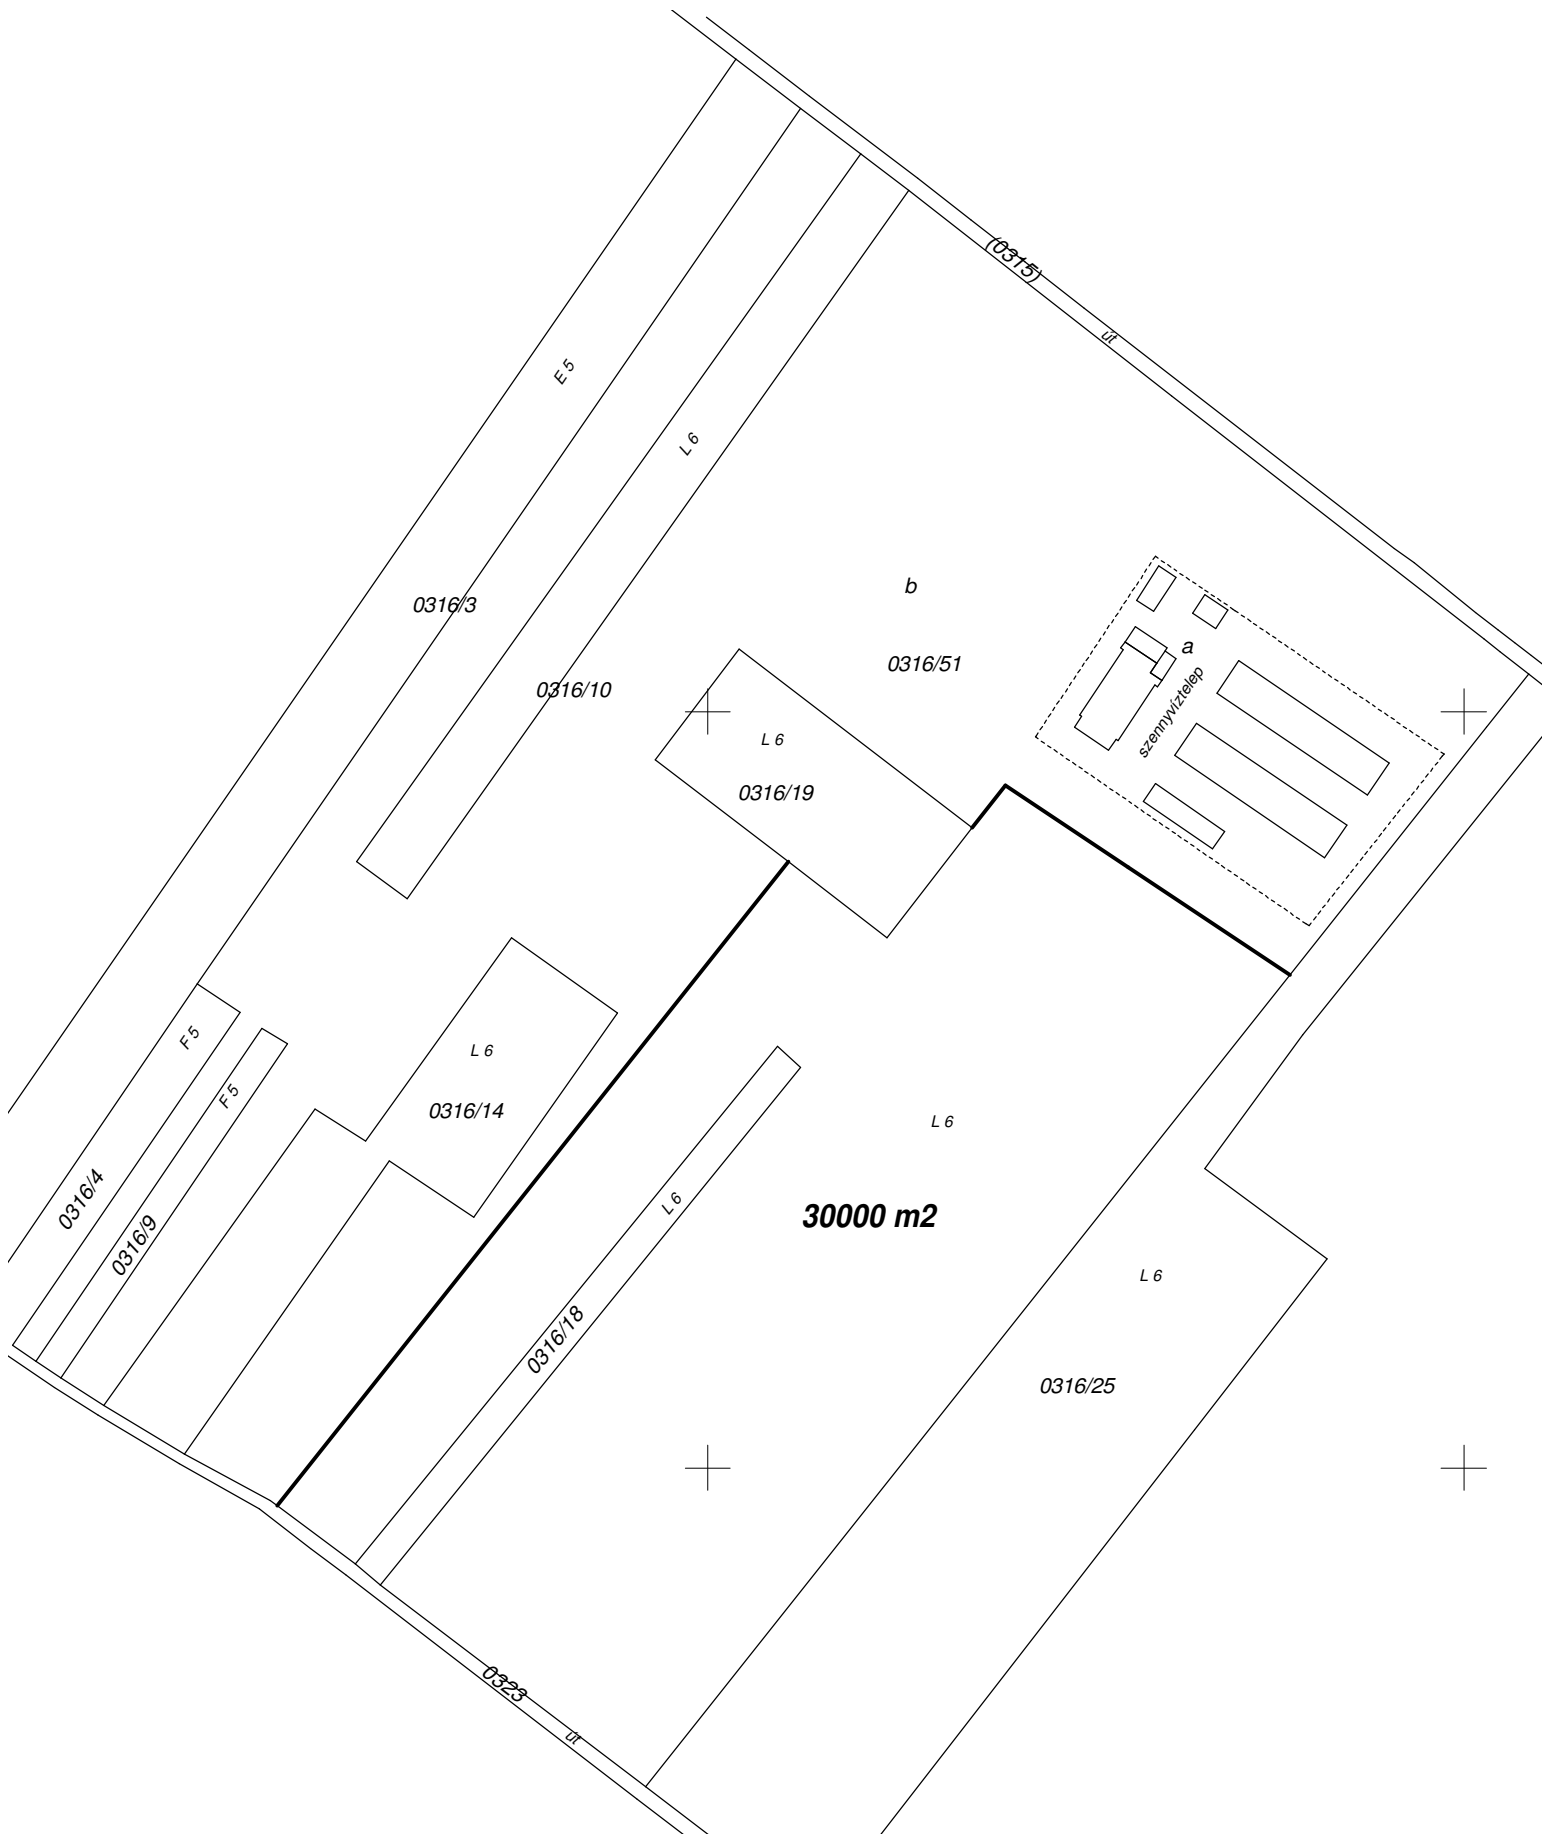 (0315)
út
E 5
L 6
b
0316/3
a
0316/51
0316/10
szennyvíztelep
L 6
0316/19
F 5
L 6
F 5
0316/14
L 6
0316/4
L 6
30000 m2
0316/9
L 6
0316/18
0316/25
0323
út